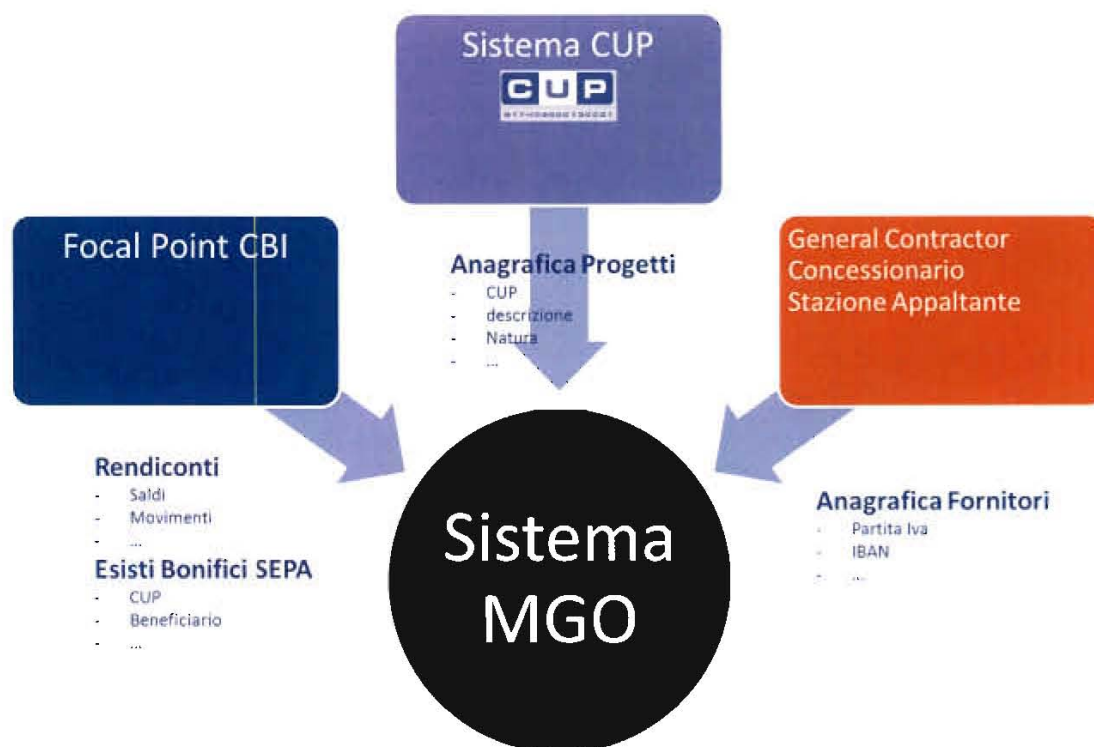 Sistema CUP
CUP
Focal Point CBI
Anagrafica Progetti
- CUP
- descrizione
- Natura
- ...
General Contractor
Concessionario
Stazione Appaltante
Rendiconti
- Saldi
- Movimenti
- ...
Esisti Bonifici SEPA
- CUP
- Beneficiario
- ...
Sistema
MGO
Anagrafica Fornitori
- Partita Iva
- IBAN
- ...